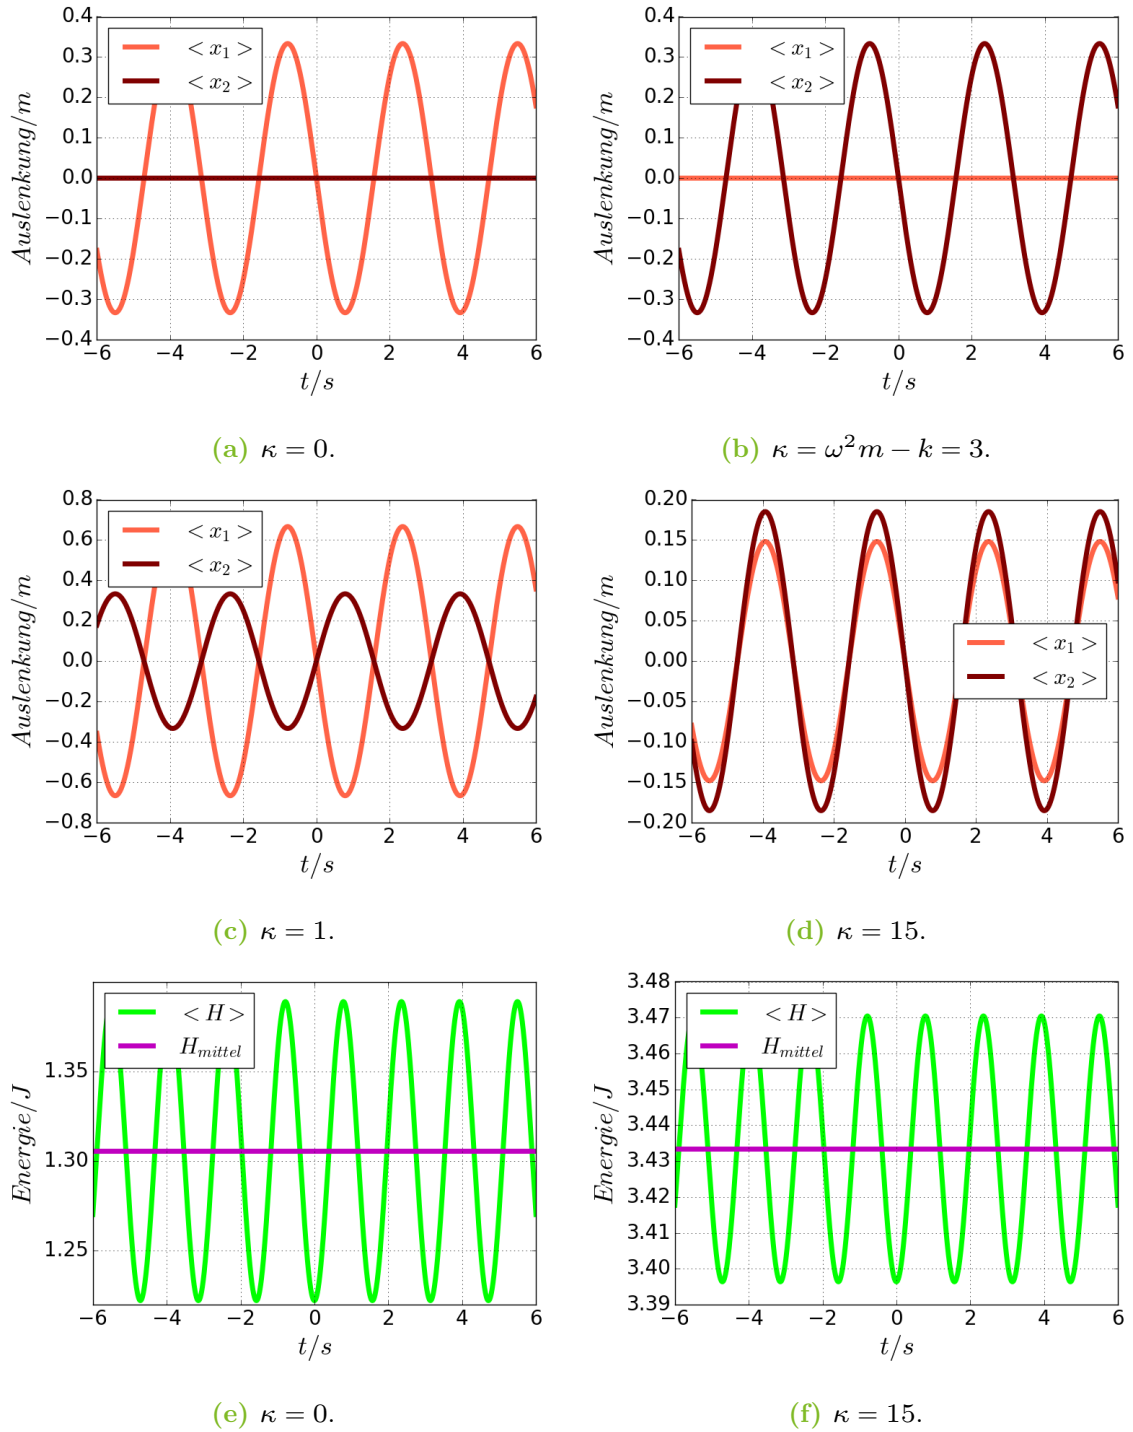 < x₁ >
< x₂ >
0.4
0.3
0.2
0.1
0.0
−0.1
−0.2
−0.3
−0.4
Auslenkung/m
−6 −4 −2 0 2 4 6
t/s
(a) κ = 0.
< x₁ >
< x₂ >
0.4
0.3
0.2
0.1
0.0
−0.1
−0.2
−0.3
−0.4
Auslenkung/m
−6 −4 −2 0 2 4 6
t/s
(b) κ = ω²m − k = 3.
< x₁ >
< x₂ >
0.8
0.6
0.4
0.2
0.0
−0.2
−0.4
−0.6
−0.8
Auslenkung/m
−6 −4 −2 0 2 4 6
t/s
(c) κ = 1.
< x₁ >
< x₂ >
0.20
0.15
0.10
0.05
0.00
−0.05
−0.10
−0.15
−0.20
Auslenkung/m
−6 −4 −2 0 2 4 6
t/s
(d) κ = 15.
< H >
H_mittel
1.35
1.30
1.25
Energie/J
−6 −4 −2 0 2 4 6
t/s
(e) κ = 0.
< H >
H_mittel
3.48
3.47
3.46
3.45
3.44
3.43
3.42
3.41
3.40
3.39
Energie/J
−6 −4 −2 0 2 4 6
t/s
(f) κ = 15.